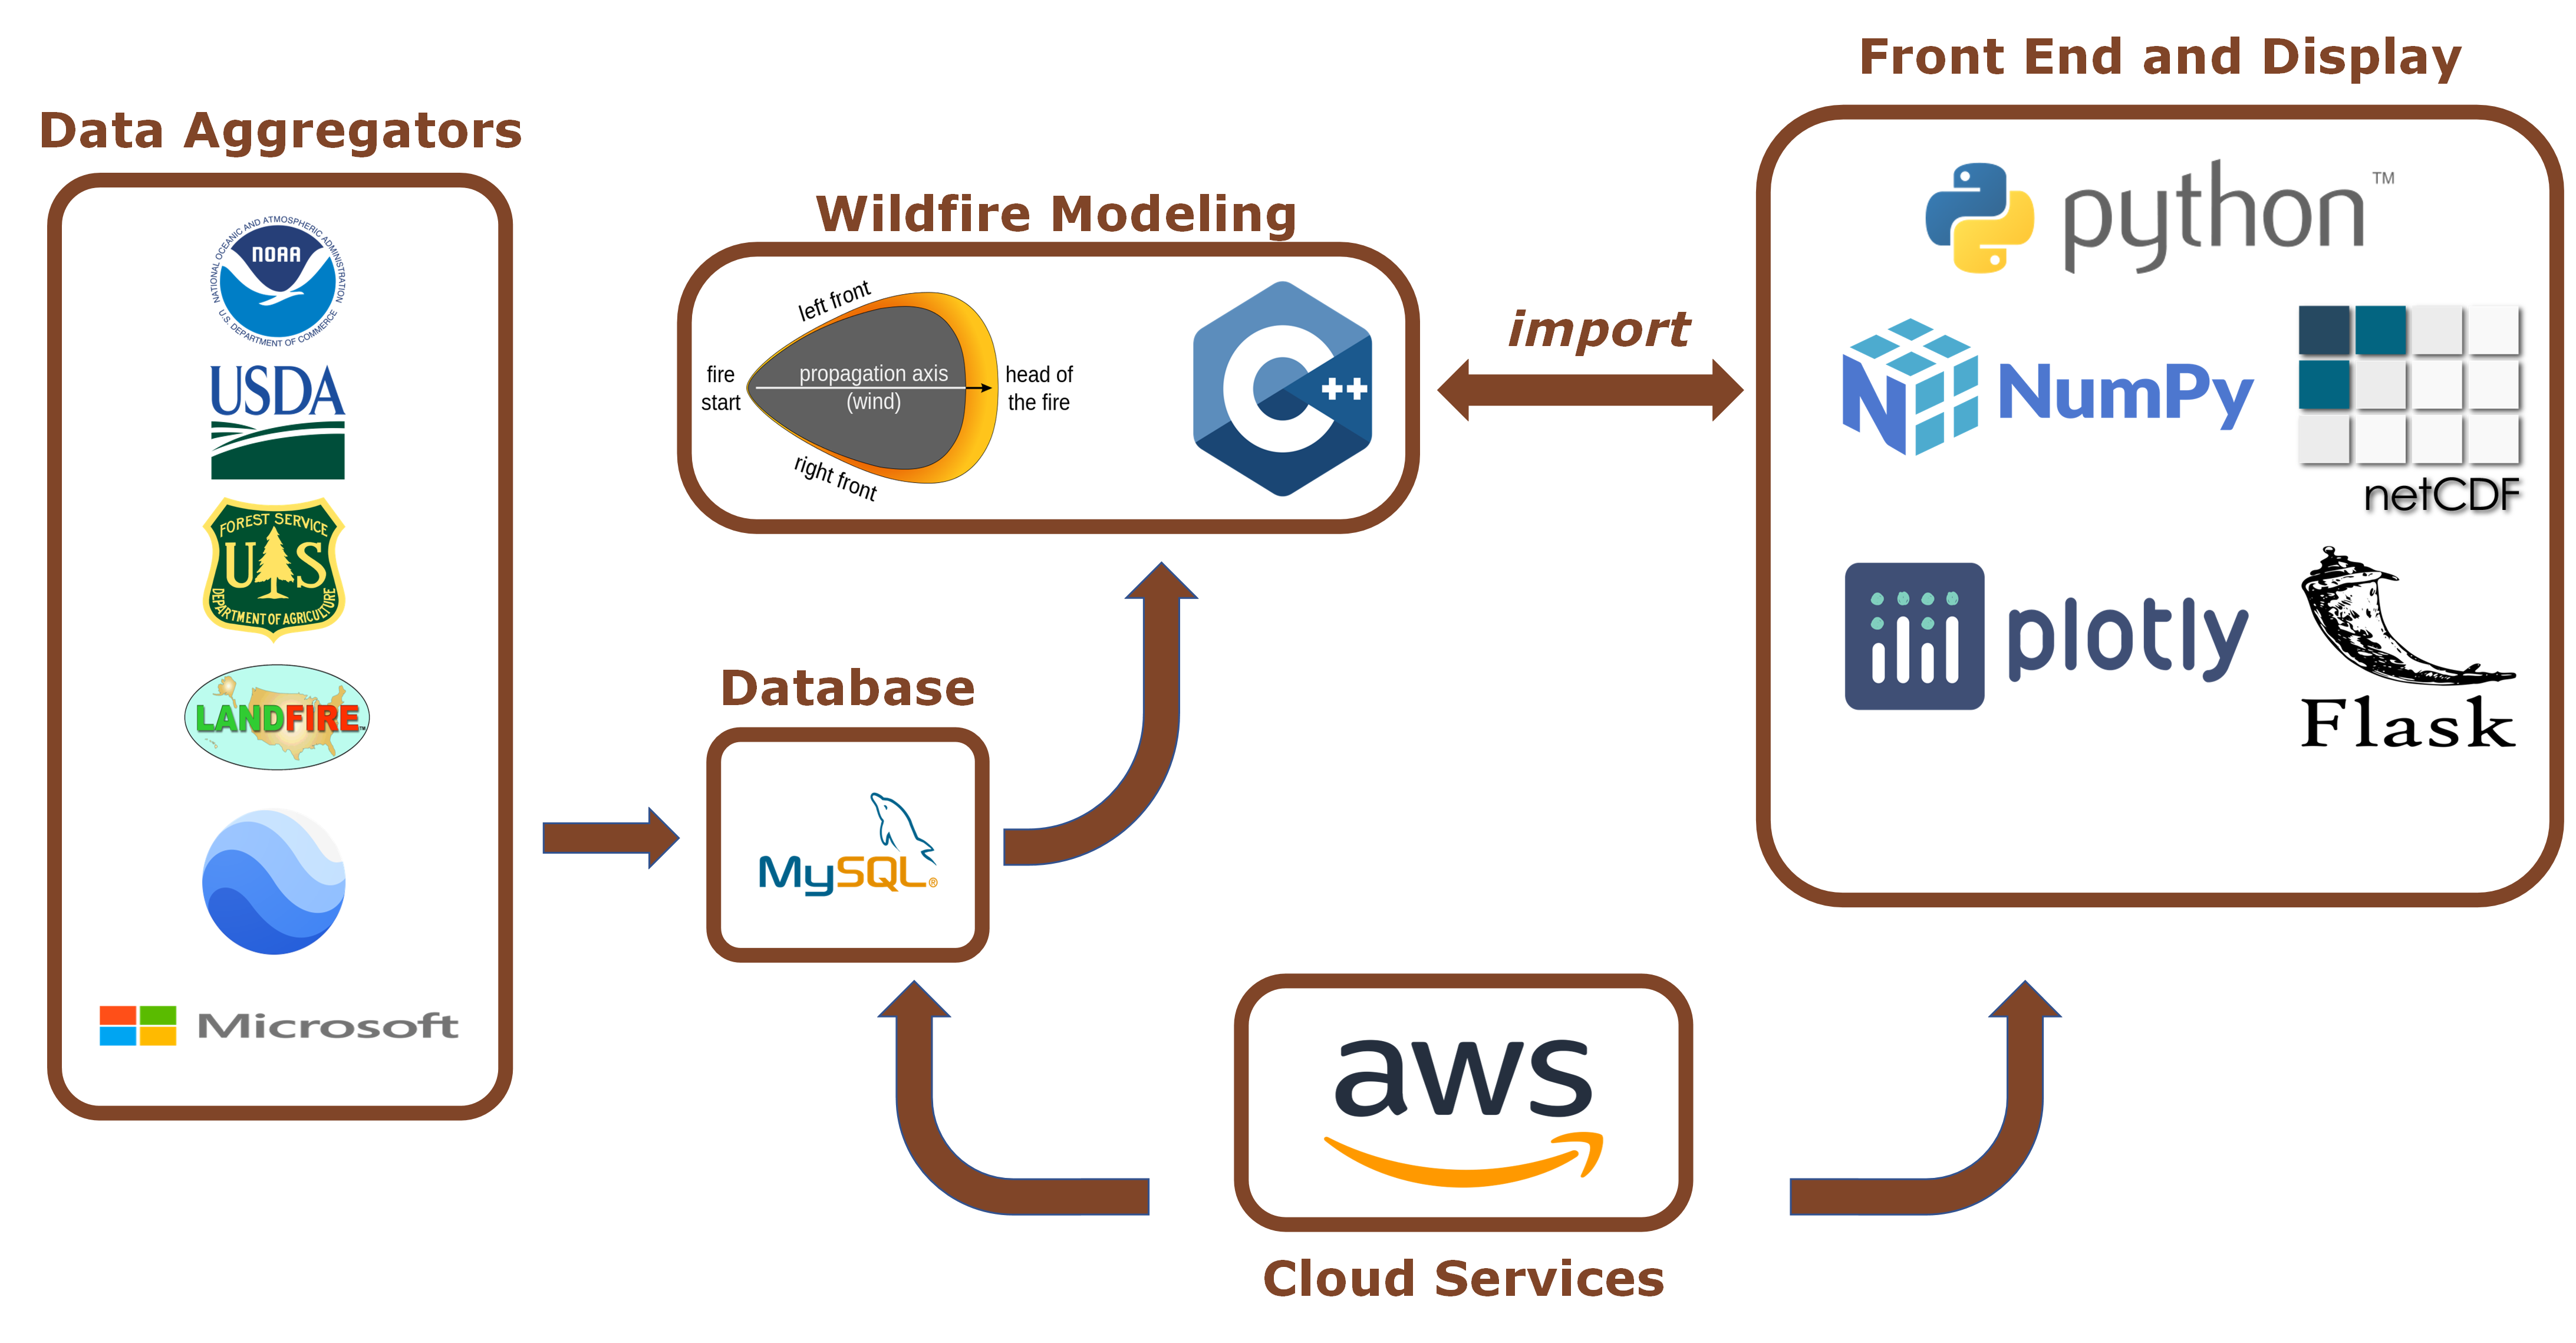 Front End and Display
Data Aggregators
Wildfire Modeling
NATIONAL OCEANIC AND ATMOSPHERIC ADMINISTRATION
NOAA
U.S. DEPARTMENT OF COMMERCE
USDA
FOREST SERVICE
US
DEPARTMENT OF AGRICULTURE
LANDFIRE™
Microsoft
left front
fire
start
propagation axis
(wind)
head of
the fire
right front
C++
import
python™
NumPy
netCDF
plotly
Flask
Database
MySQL®
aws
Cloud Services